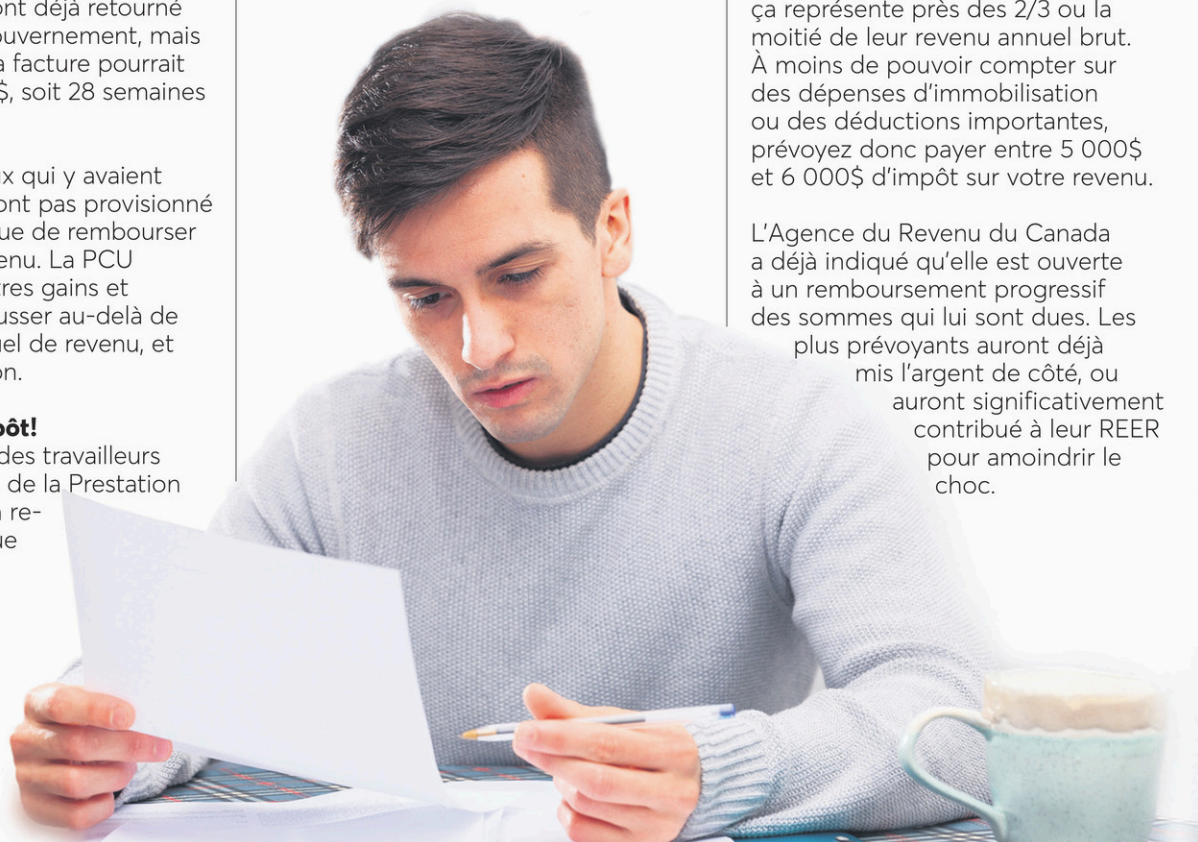 ont déjà retourné
ouvernement, mais
a facture pourrait
$, soit 28 semaines
x qui y avaient
ont pas provisionné
ue de rembourser
enu. La PCU
tres gains et
usser au-delà de
uel de revenu, et
on.
ôt!
des travailleurs
de la Prestation
re-
ue
ça représente près des 2/3 ou la
moitié de leur revenu annuel brut.
À moins de pouvoir compter sur
des dépenses d'immobilisation
ou des déductions importantes,
prévoyez donc payer entre 5 000$
et 6 000$ d'impôt sur votre revenu.
L'Agence du Revenu du Canada
a déjà indiqué qu'elle est ouverte
à un remboursement progressif
des sommes qui lui sont dues. Les
plus prévoyants auront déjà
mis l'argent de côté, ou
auront significativement
contribué à leur REER
pour amoindrir le
choc.